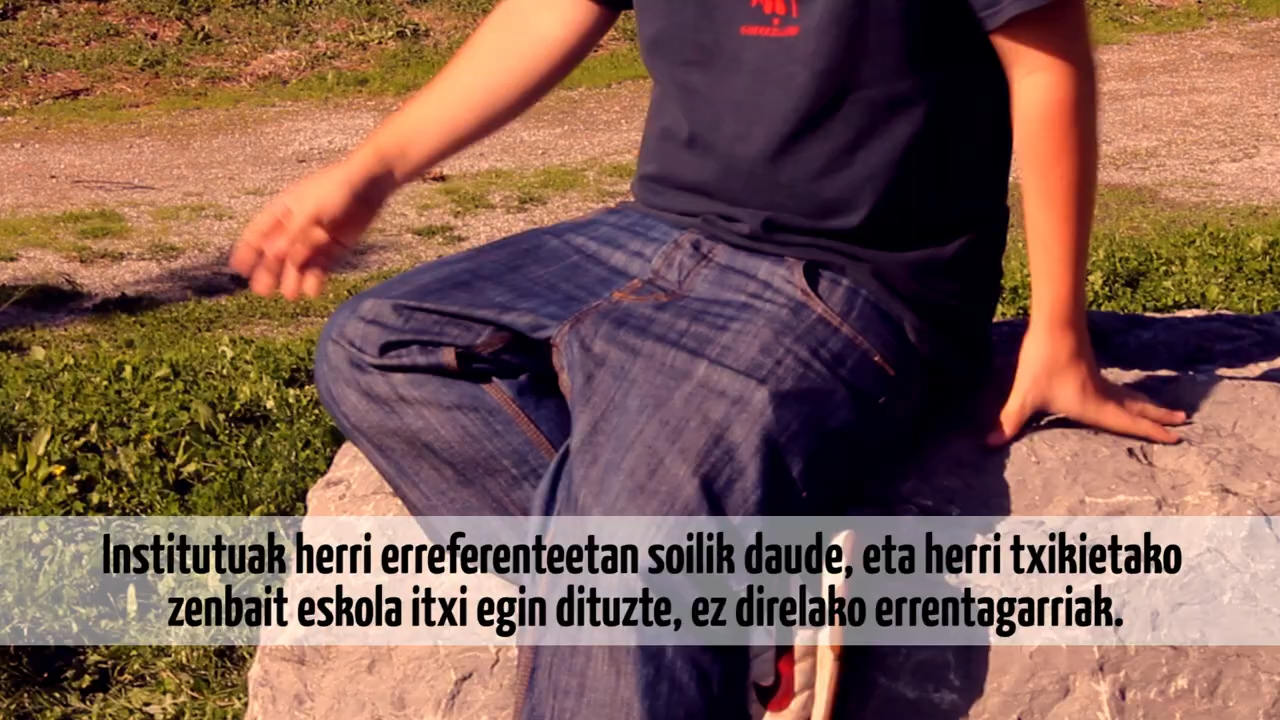 Institutuak herri erreferenteetan soilik daude, eta herri txikietako
zenbait eskola itxi egin dituzte, ez direlako errentagarriak.